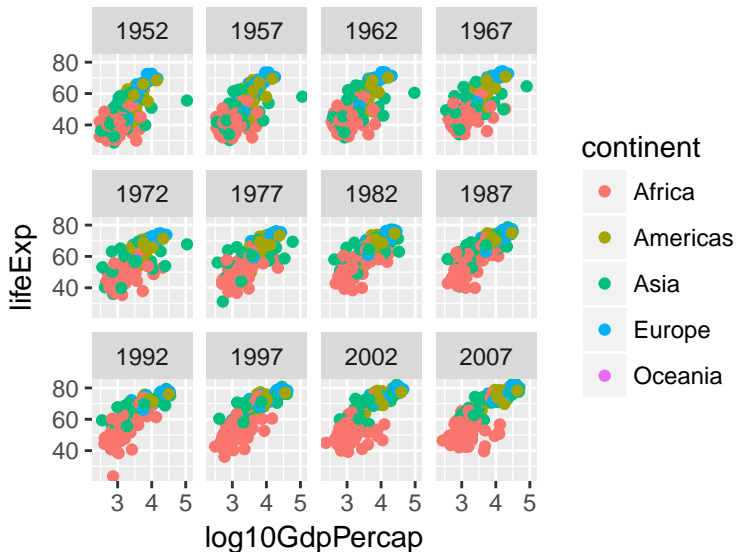 1952 1957 1962 1967
80
60
40
1972 1977 1982 1987
80
60
40
1992 1997 2002 2007
80
60
40
3 4 5 3 4 5 3 4 5 3 4 5
log10GdpPercap
lifeExp
continent
Africa
Americas
Asia
Europe
Oceania